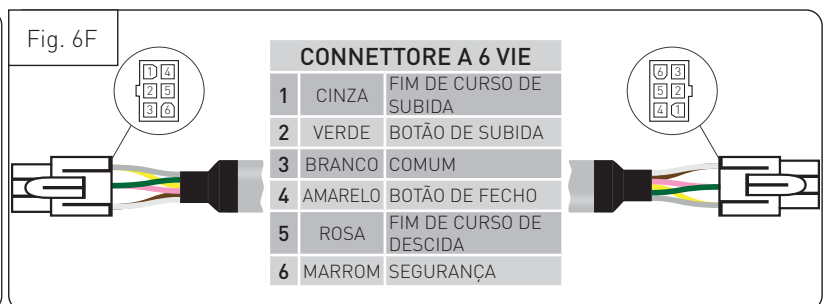 Fig. 6F
1 4
2 5
3 6
CONNETTORE A 6 VIE
1 CINZA FIM DE CURSO DE
SUBIDA
2 VERDE BOTÃO DE SUBIDA
3 BRANCO COMUM
4 AMARELO BOTÃO DE FECHO
5 ROSA FIM DE CURSO DE
DESCIDA
6 MARROM SEGURANÇA
6 3
5 2
4 1